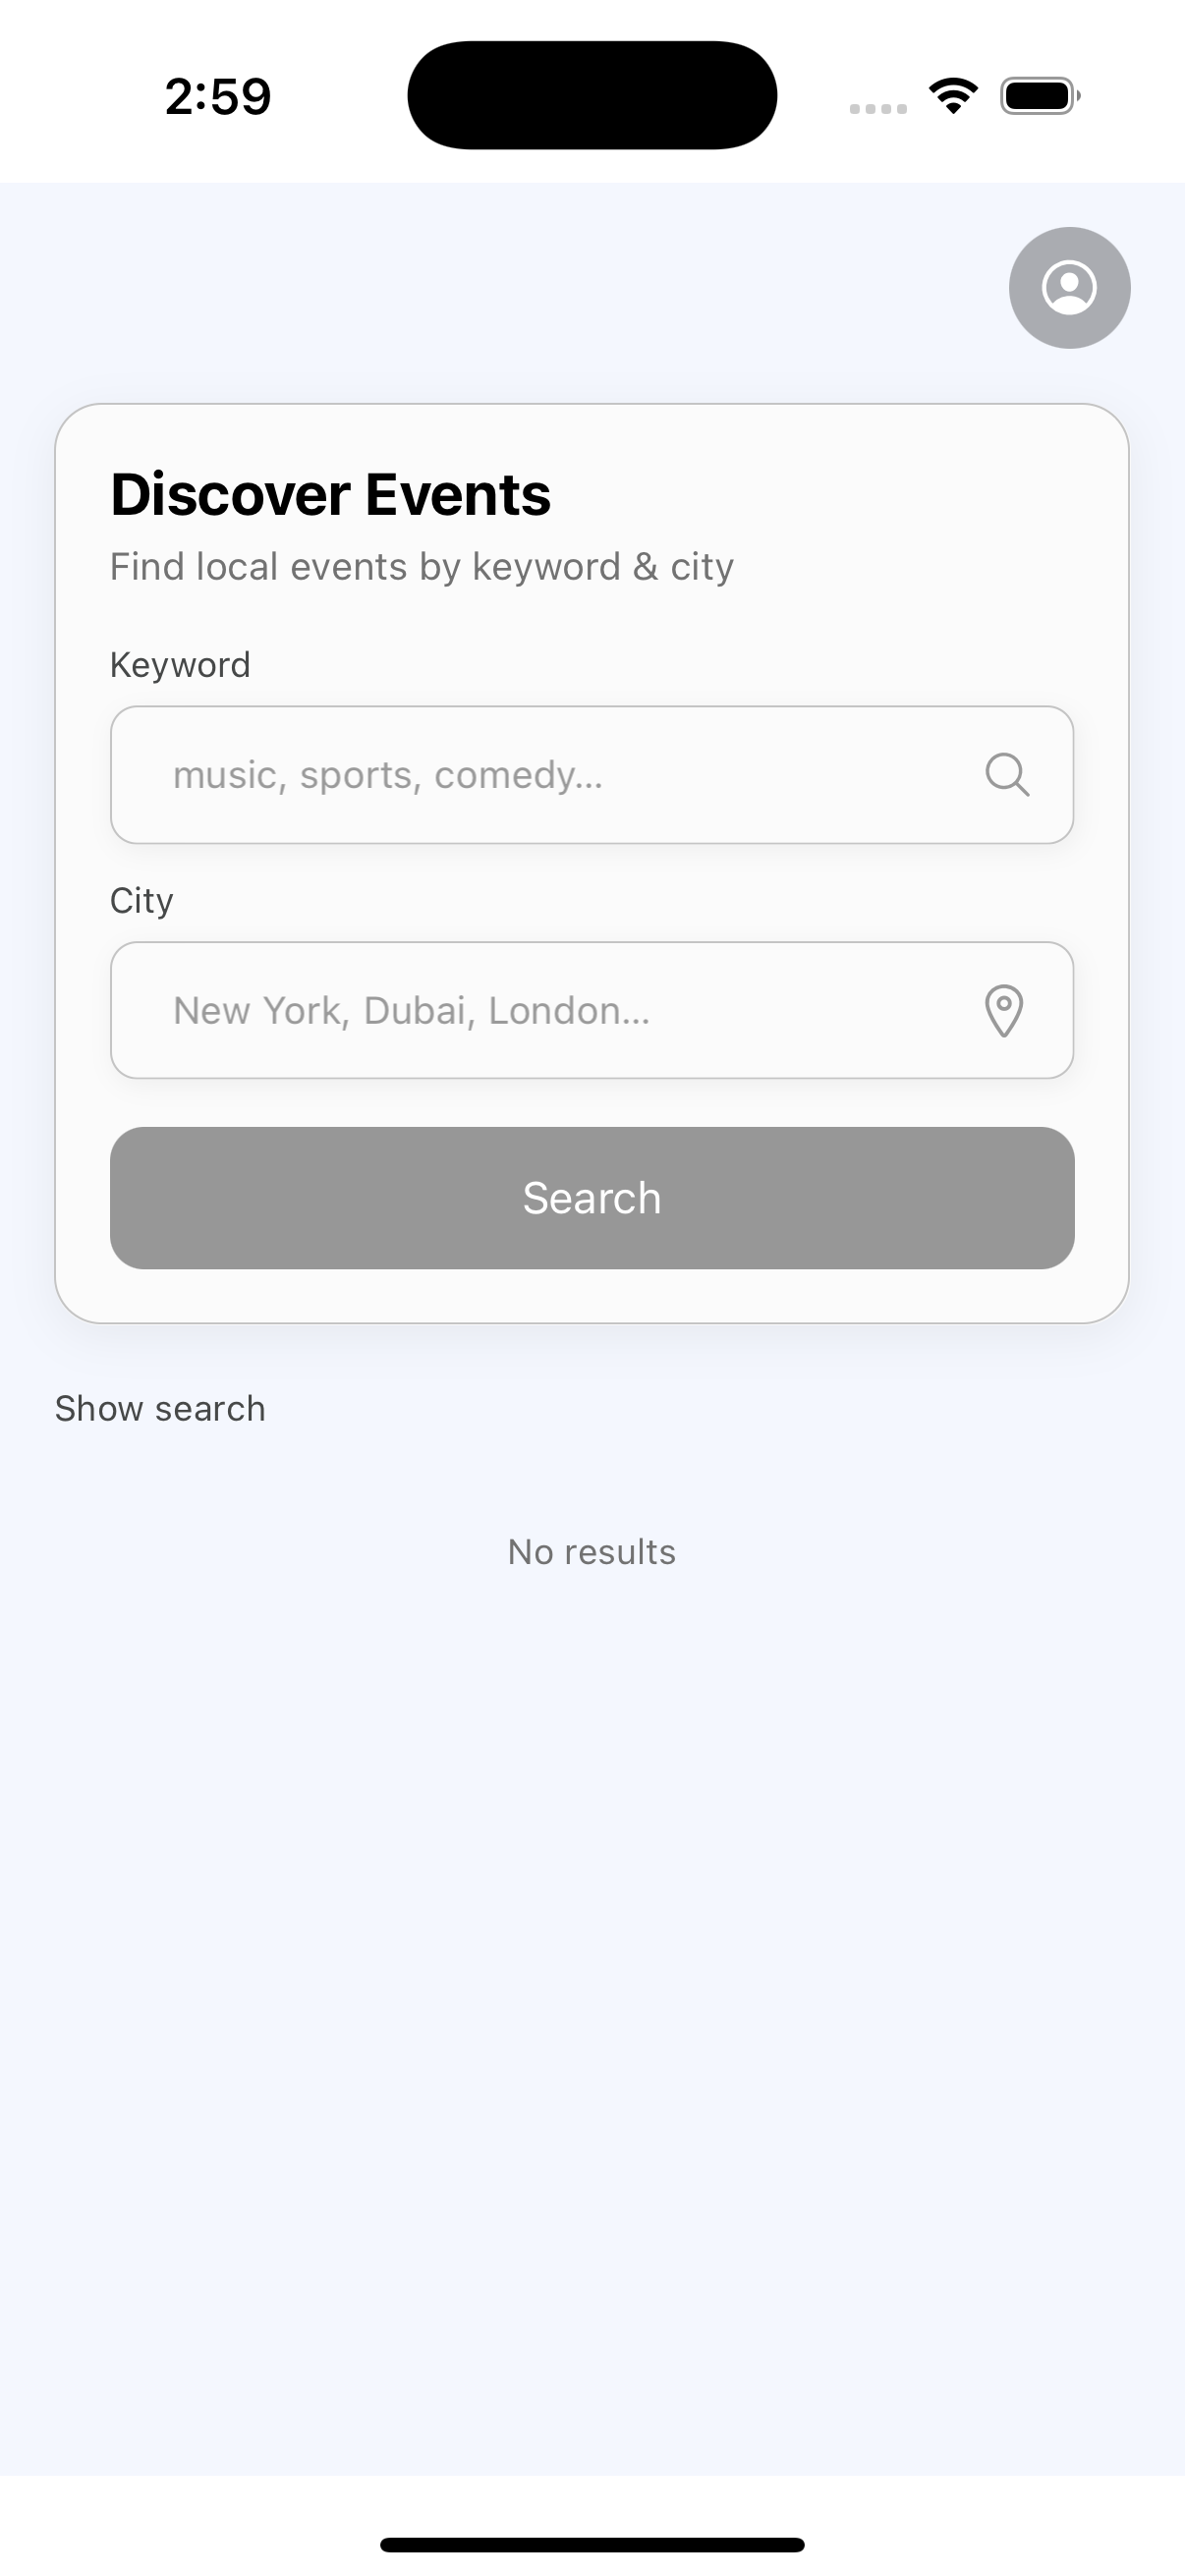 2:59
Discover Events
Find local events by keyword & city
Keyword
music, sports, comedy...
City
New York, Dubai, London...
Search
Show search
No results